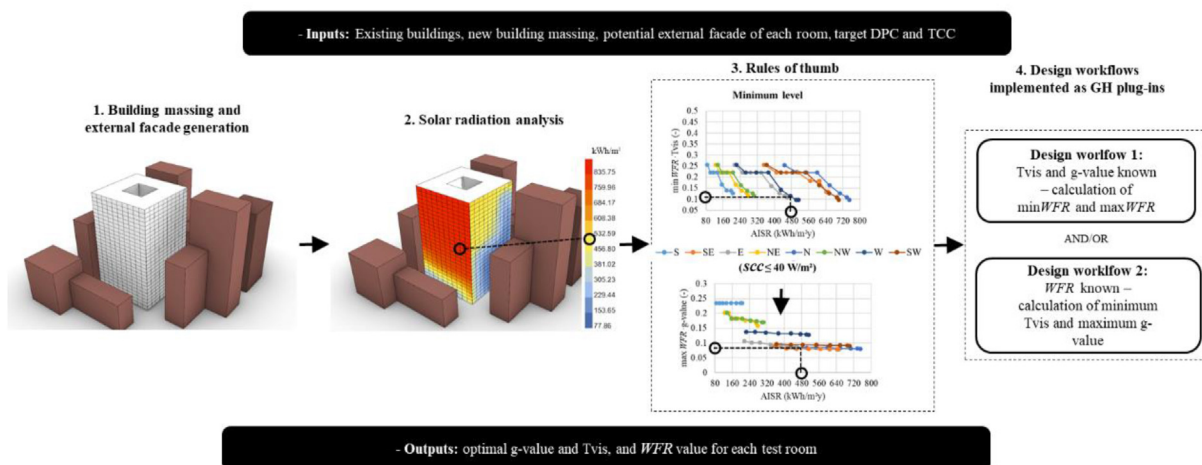 - Inputs: Existing buildings, new building massing, potential external facade of each room, target DPC and TCC
1. Building massing and
external facade generation
2. Solar radiation analysis
kWh/m²
835.75
759.96
684.17
608.38
532.59
456.80
381.02
305.23
229.44
153.65
77.86
3. Rules of thumb
Minimum level
min WFR·Tvis (-)
0.5
0.45
0.4
0.35
0.3
0.25
0.2
0.15
0.1
0.05
80 160 240 320 400 480 560 640 720 800
AISR (kWh/m²y)
S SE E NE N NW W SW
(SCC ≤ 40 W/m²)
max WFR·g-value (-)
0.3
0.25
0.2
0.15
0.1
0.05
0
80 160 240 320 400 480 560 640 720 800
AISR (kWh/m²y)
4. Design workflows
implemented as GH plug-ins
Design worlfow 1:
Tvis and g-value known
– calculation of
minWFR and maxWFR
AND/OR
Design worklfow 2:
WFR known –
calculation of minimum
Tvis and maximum g-
value
- Outputs: optimal g-value and Tvis, and WFR value for each test room